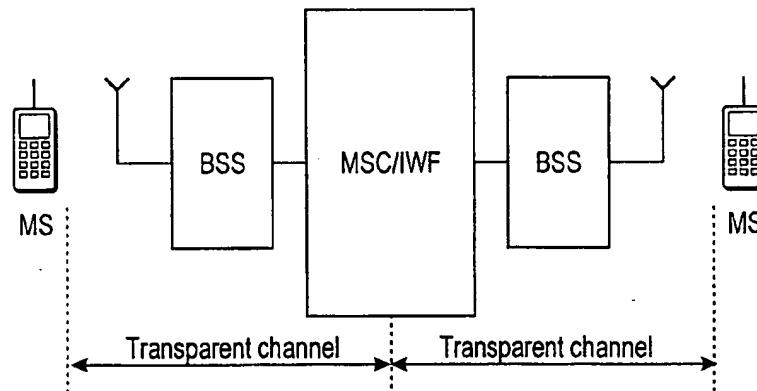 BSS
MSC/IWF
BSS
MS
MS
Transparent channel
Transparent channel